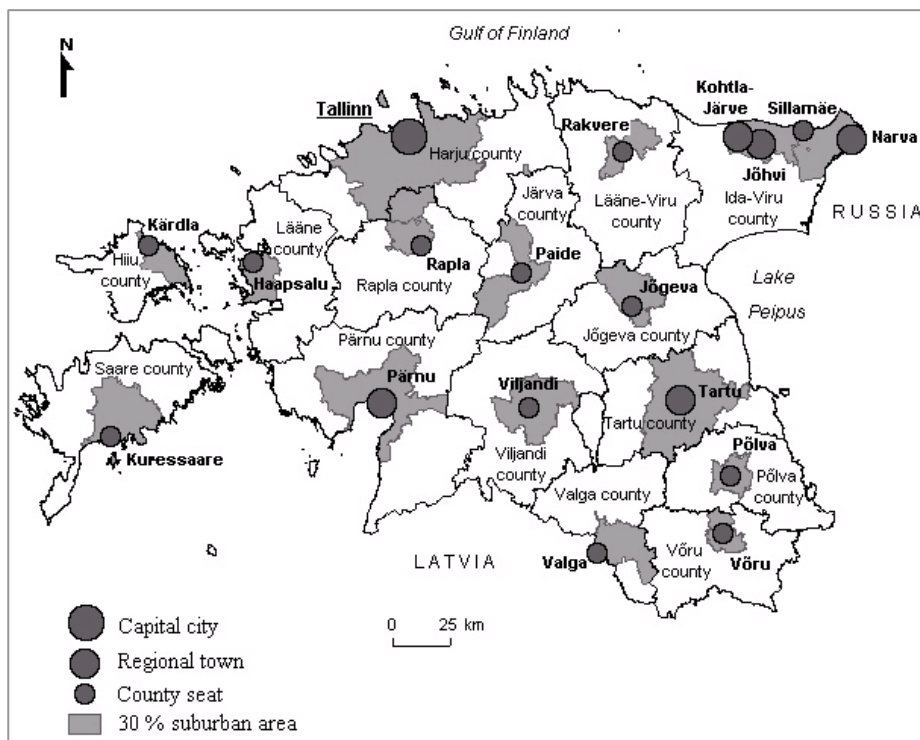 Gulf of Finland
N
Tallinn
Harju county
Rakvere
Lääne-Viru
county
Kohtla-
Järve
Sillamäe
Narva
Jõhvi
Ida-Viru
county
RUSSIA
Kärdla
Hiiu
county
Lääne
county
Haapsalu
Rapla
Rapla county
Järva
county
Paide
Jõgeva
Jõgeva county
Lake
Peipus
Saare county
Kuressaare
Pärnu county
Pärnu
Viljandi
Viljandi
county
Tartu
Tartu county
Põlva
Põlva
county
Valga county
Valga
Võru
county
Võru
LATVIA
0 25 km
Capital city
Regional town
County seat
30 % suburban area